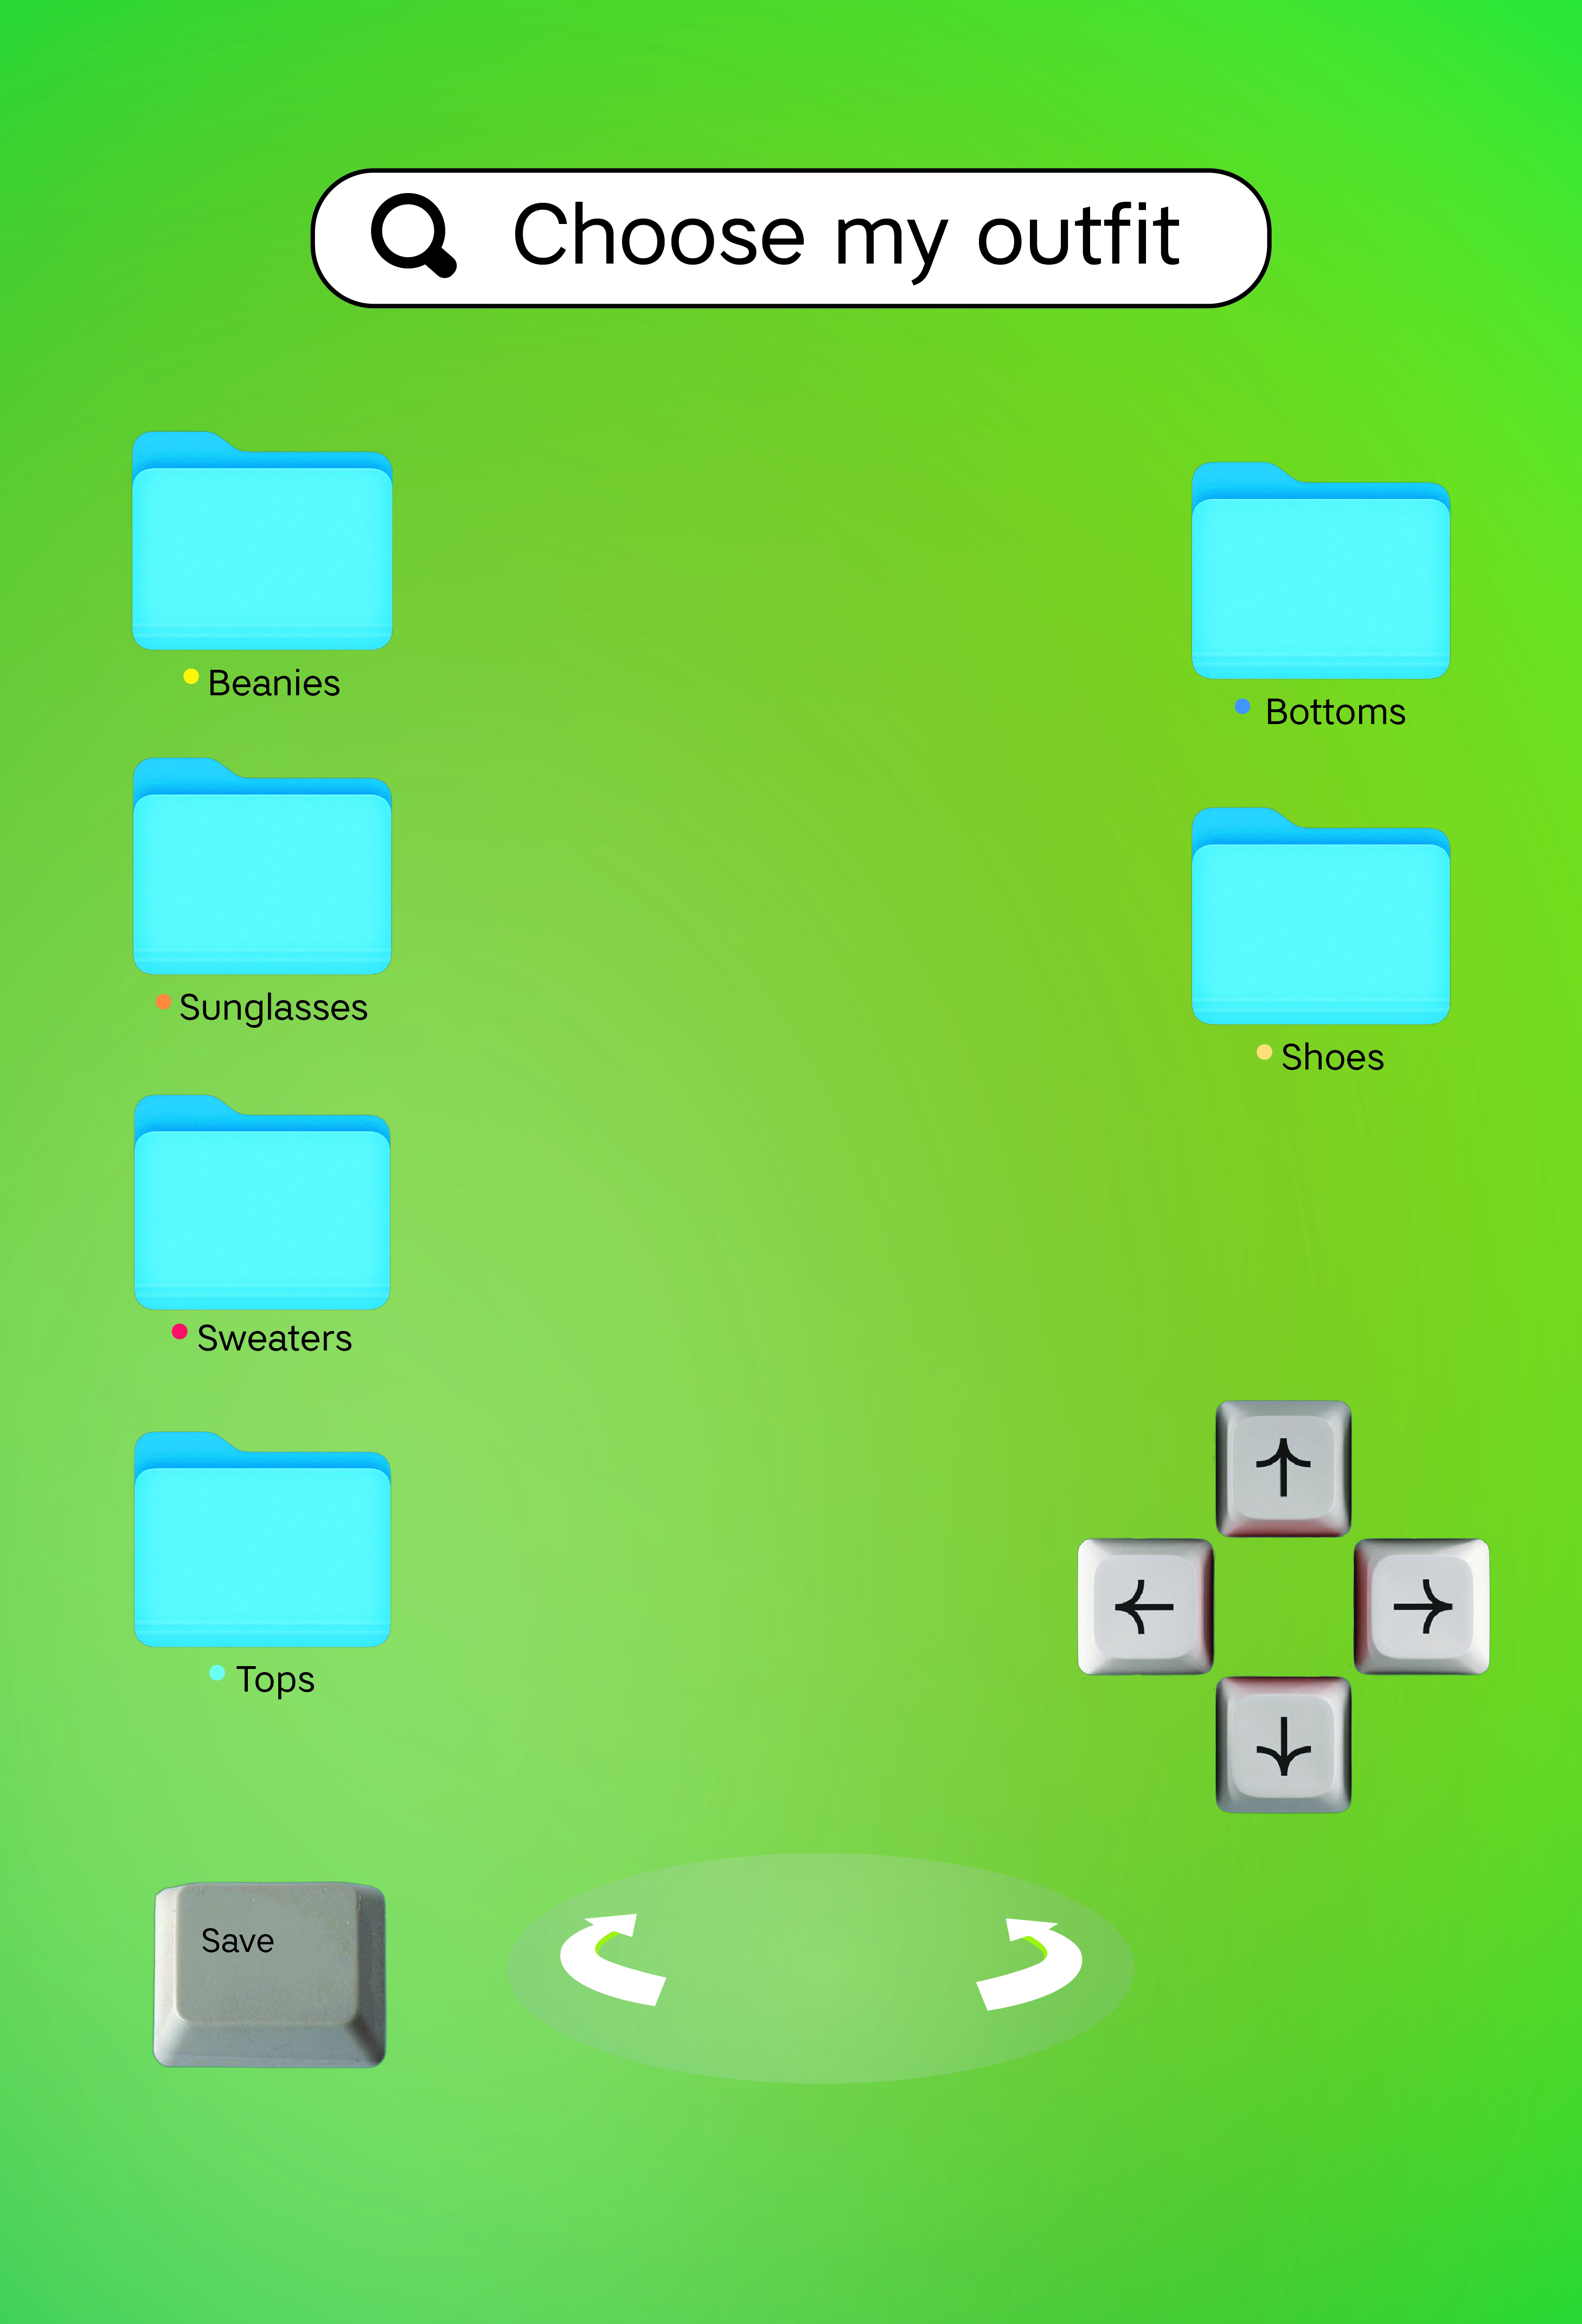 Choose my outfit
Beanies
Bottoms
Sunglasses
Shoes
Sweaters
Tops
Save